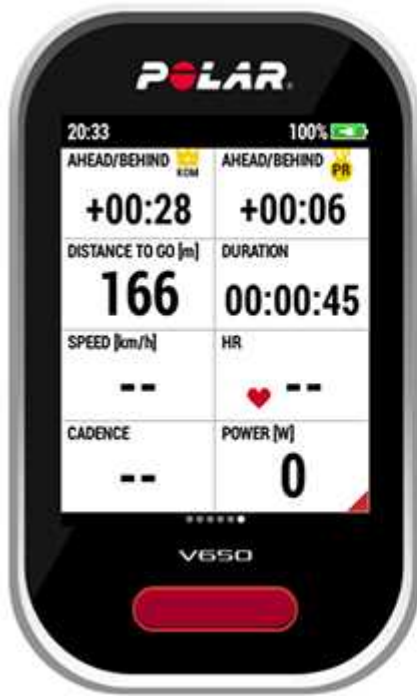 POLAR
20:33 100%
AHEAD/BEHIND KOM AHEAD/BEHIND PR
+00:28 +00:06
DISTANCE TO GO [m] DURATION
166 00:00:45
SPEED [km/h] HR
-- --
CADENCE POWER [W]
-- 0
V650